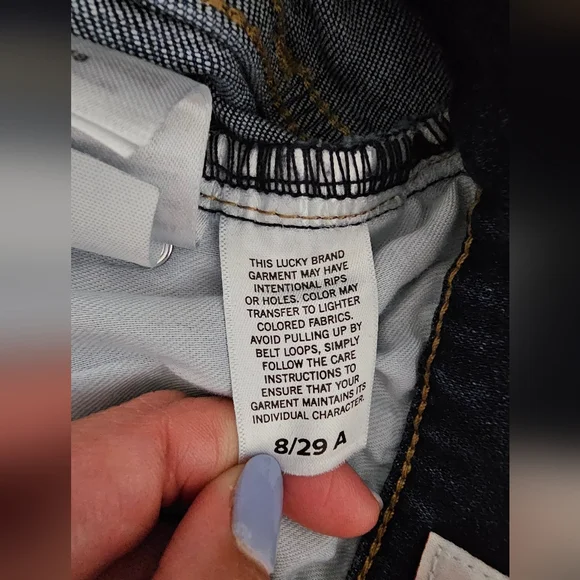 THIS LUCKY BRAND
GARMENT MAY HAVE
INTENTIONAL RIPS
OR HOLES. COLOR MAY
TRANSFER TO LIGHTER
COLORED FABRICS.
AVOID PULLING UP BY
BELT LOOPS, SIMPLY
FOLLOW THE CARE
INSTRUCTIONS TO
ENSURE THAT YOUR
GARMENT MAINTAINS ITS
INDIVIDUAL CHARACTER.
8/29 A